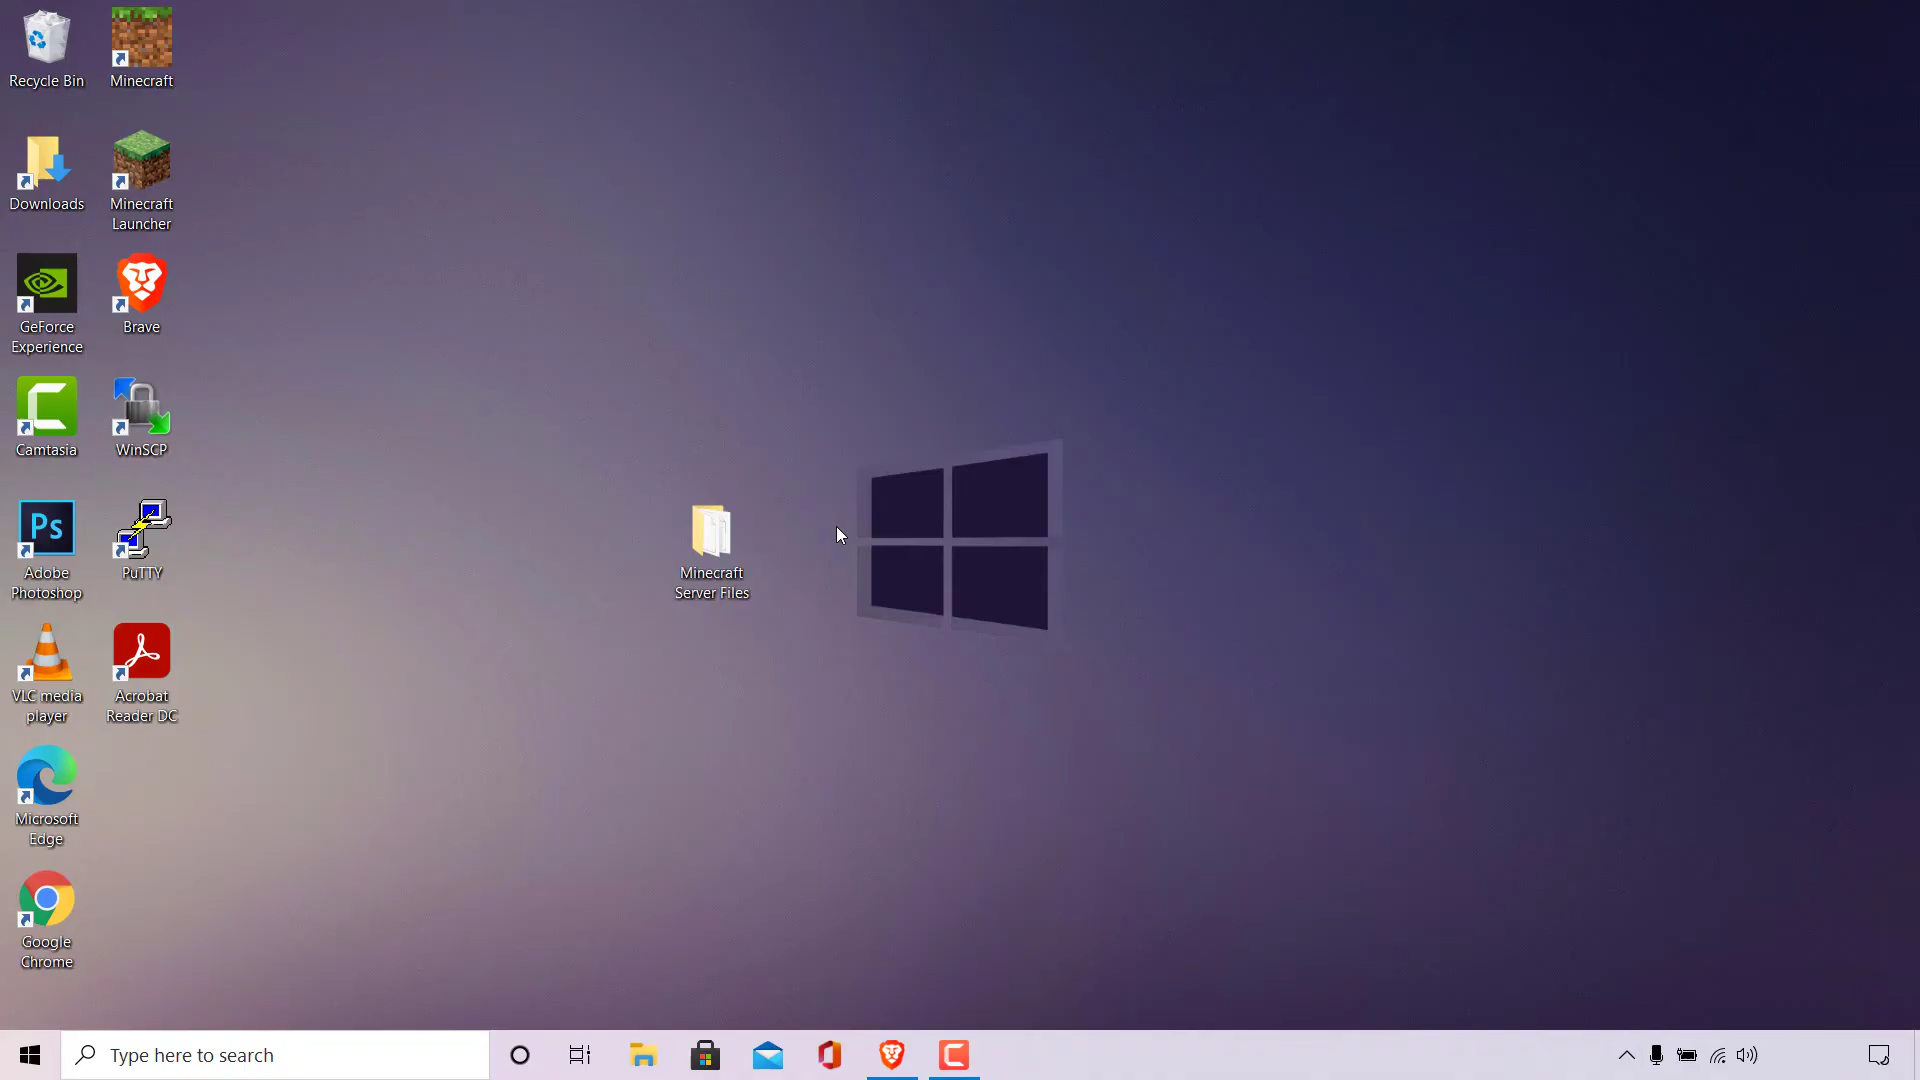 Recycle Bin
Minecraft
Downloads
Minecraft
Launcher
GeForce
Experience
Brave
Camtasia
WinSCP
Ps
Adobe
Photoshop
PuTTY
Minecraft
Server Files
VLC media
player
Acrobat
Reader DC
Microsoft
Edge
Google
Chrome
Type here to search